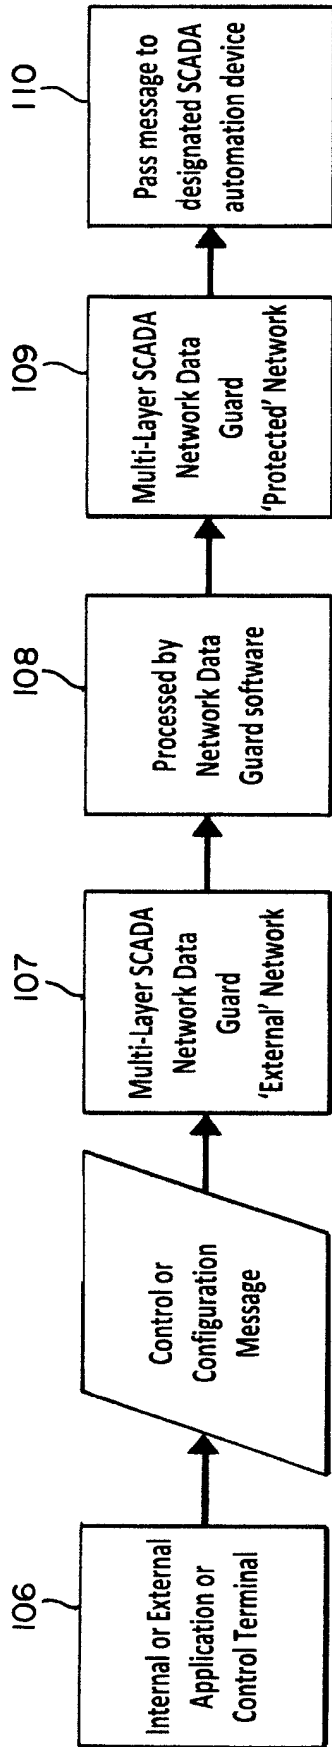 106
Internal or External
Application or
Control Terminal
Control or
Configuration
Message
107
Multi-Layer SCADA
Network Data
Guard
'External' Network
108
Processed by
Network Data
Guard software
109
Multi-Layer SCADA
Network Data
Guard
'Protected' Network
110
Pass message to
designated SCADA
automation device